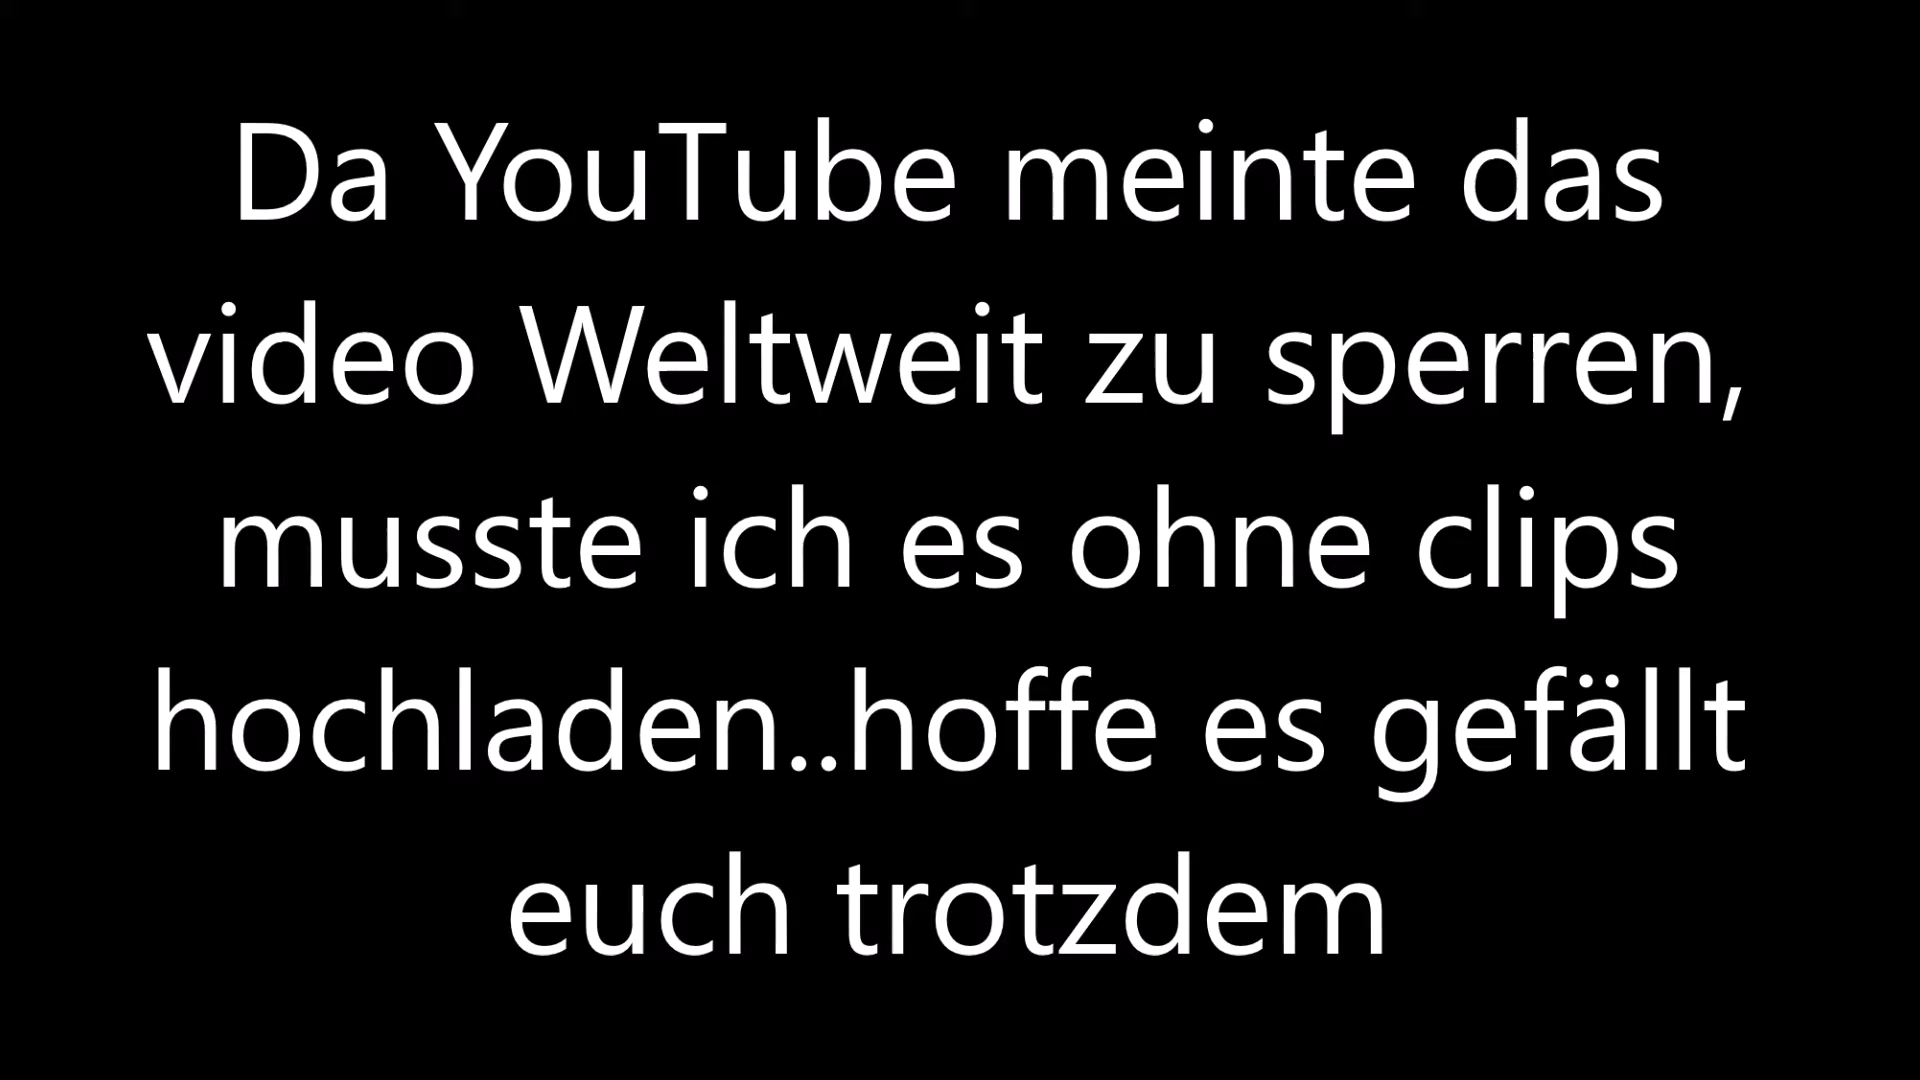 Da YouTube meinte das
video Weltweit zu sperren,
musste ich es ohne clips
hochladen..hoffe es gefällt
euch trotzdem